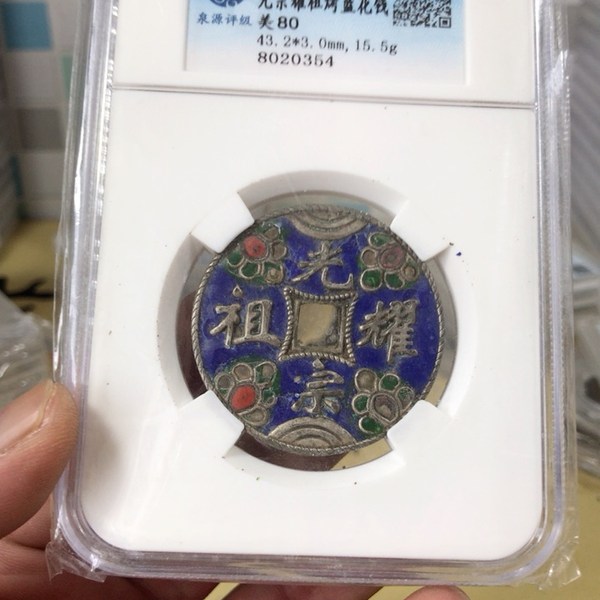 光宗耀祖烤蓝花钱
泉源评级 美80
43.2*3.0mm,15.5g
8020354
光
祖 耀
宗